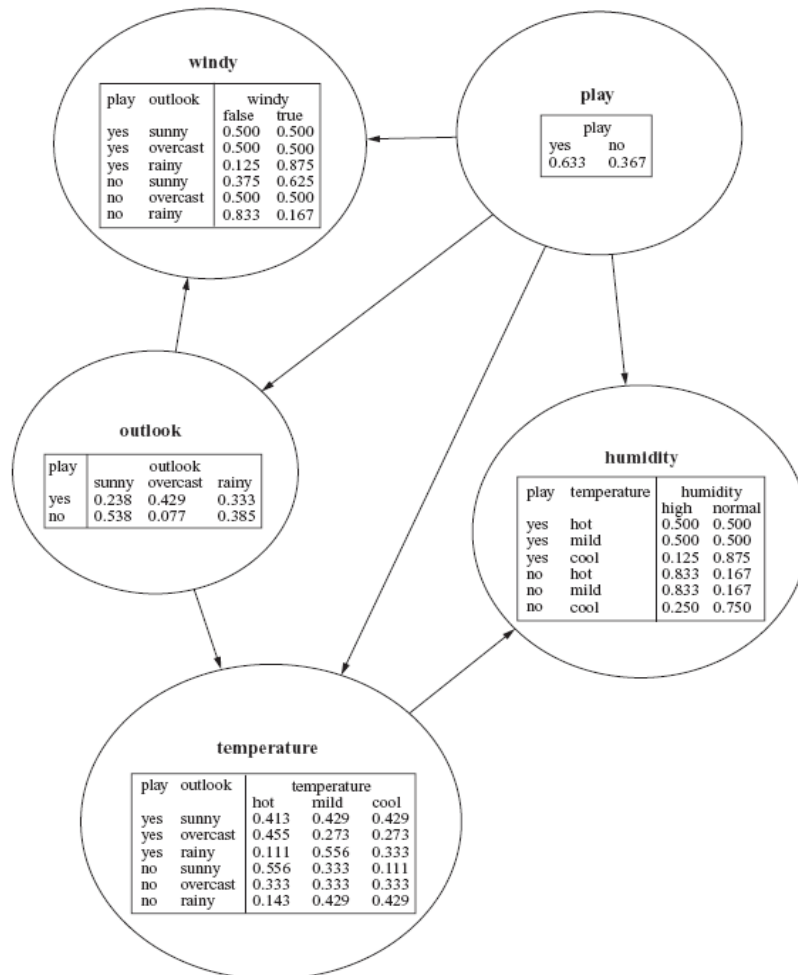 windy
play outlook windy
false true
yes sunny 0.500 0.500
yes overcast 0.500 0.500
yes rainy 0.125 0.875
no sunny 0.375 0.625
no overcast 0.500 0.500
no rainy 0.833 0.167
play
play
yes no
0.633 0.367
outlook
play outlook
sunny overcast rainy
yes 0.238 0.429 0.333
no 0.538 0.077 0.385
humidity
play temperature humidity
high normal
yes hot 0.500 0.500
yes mild 0.500 0.500
yes cool 0.125 0.875
no hot 0.833 0.167
no mild 0.833 0.167
no cool 0.250 0.750
temperature
play outlook temperature
hot mild cool
yes sunny 0.413 0.429 0.429
yes overcast 0.455 0.273 0.273
yes rainy 0.111 0.556 0.333
no sunny 0.556 0.333 0.111
no overcast 0.333 0.333 0.333
no rainy 0.143 0.429 0.429